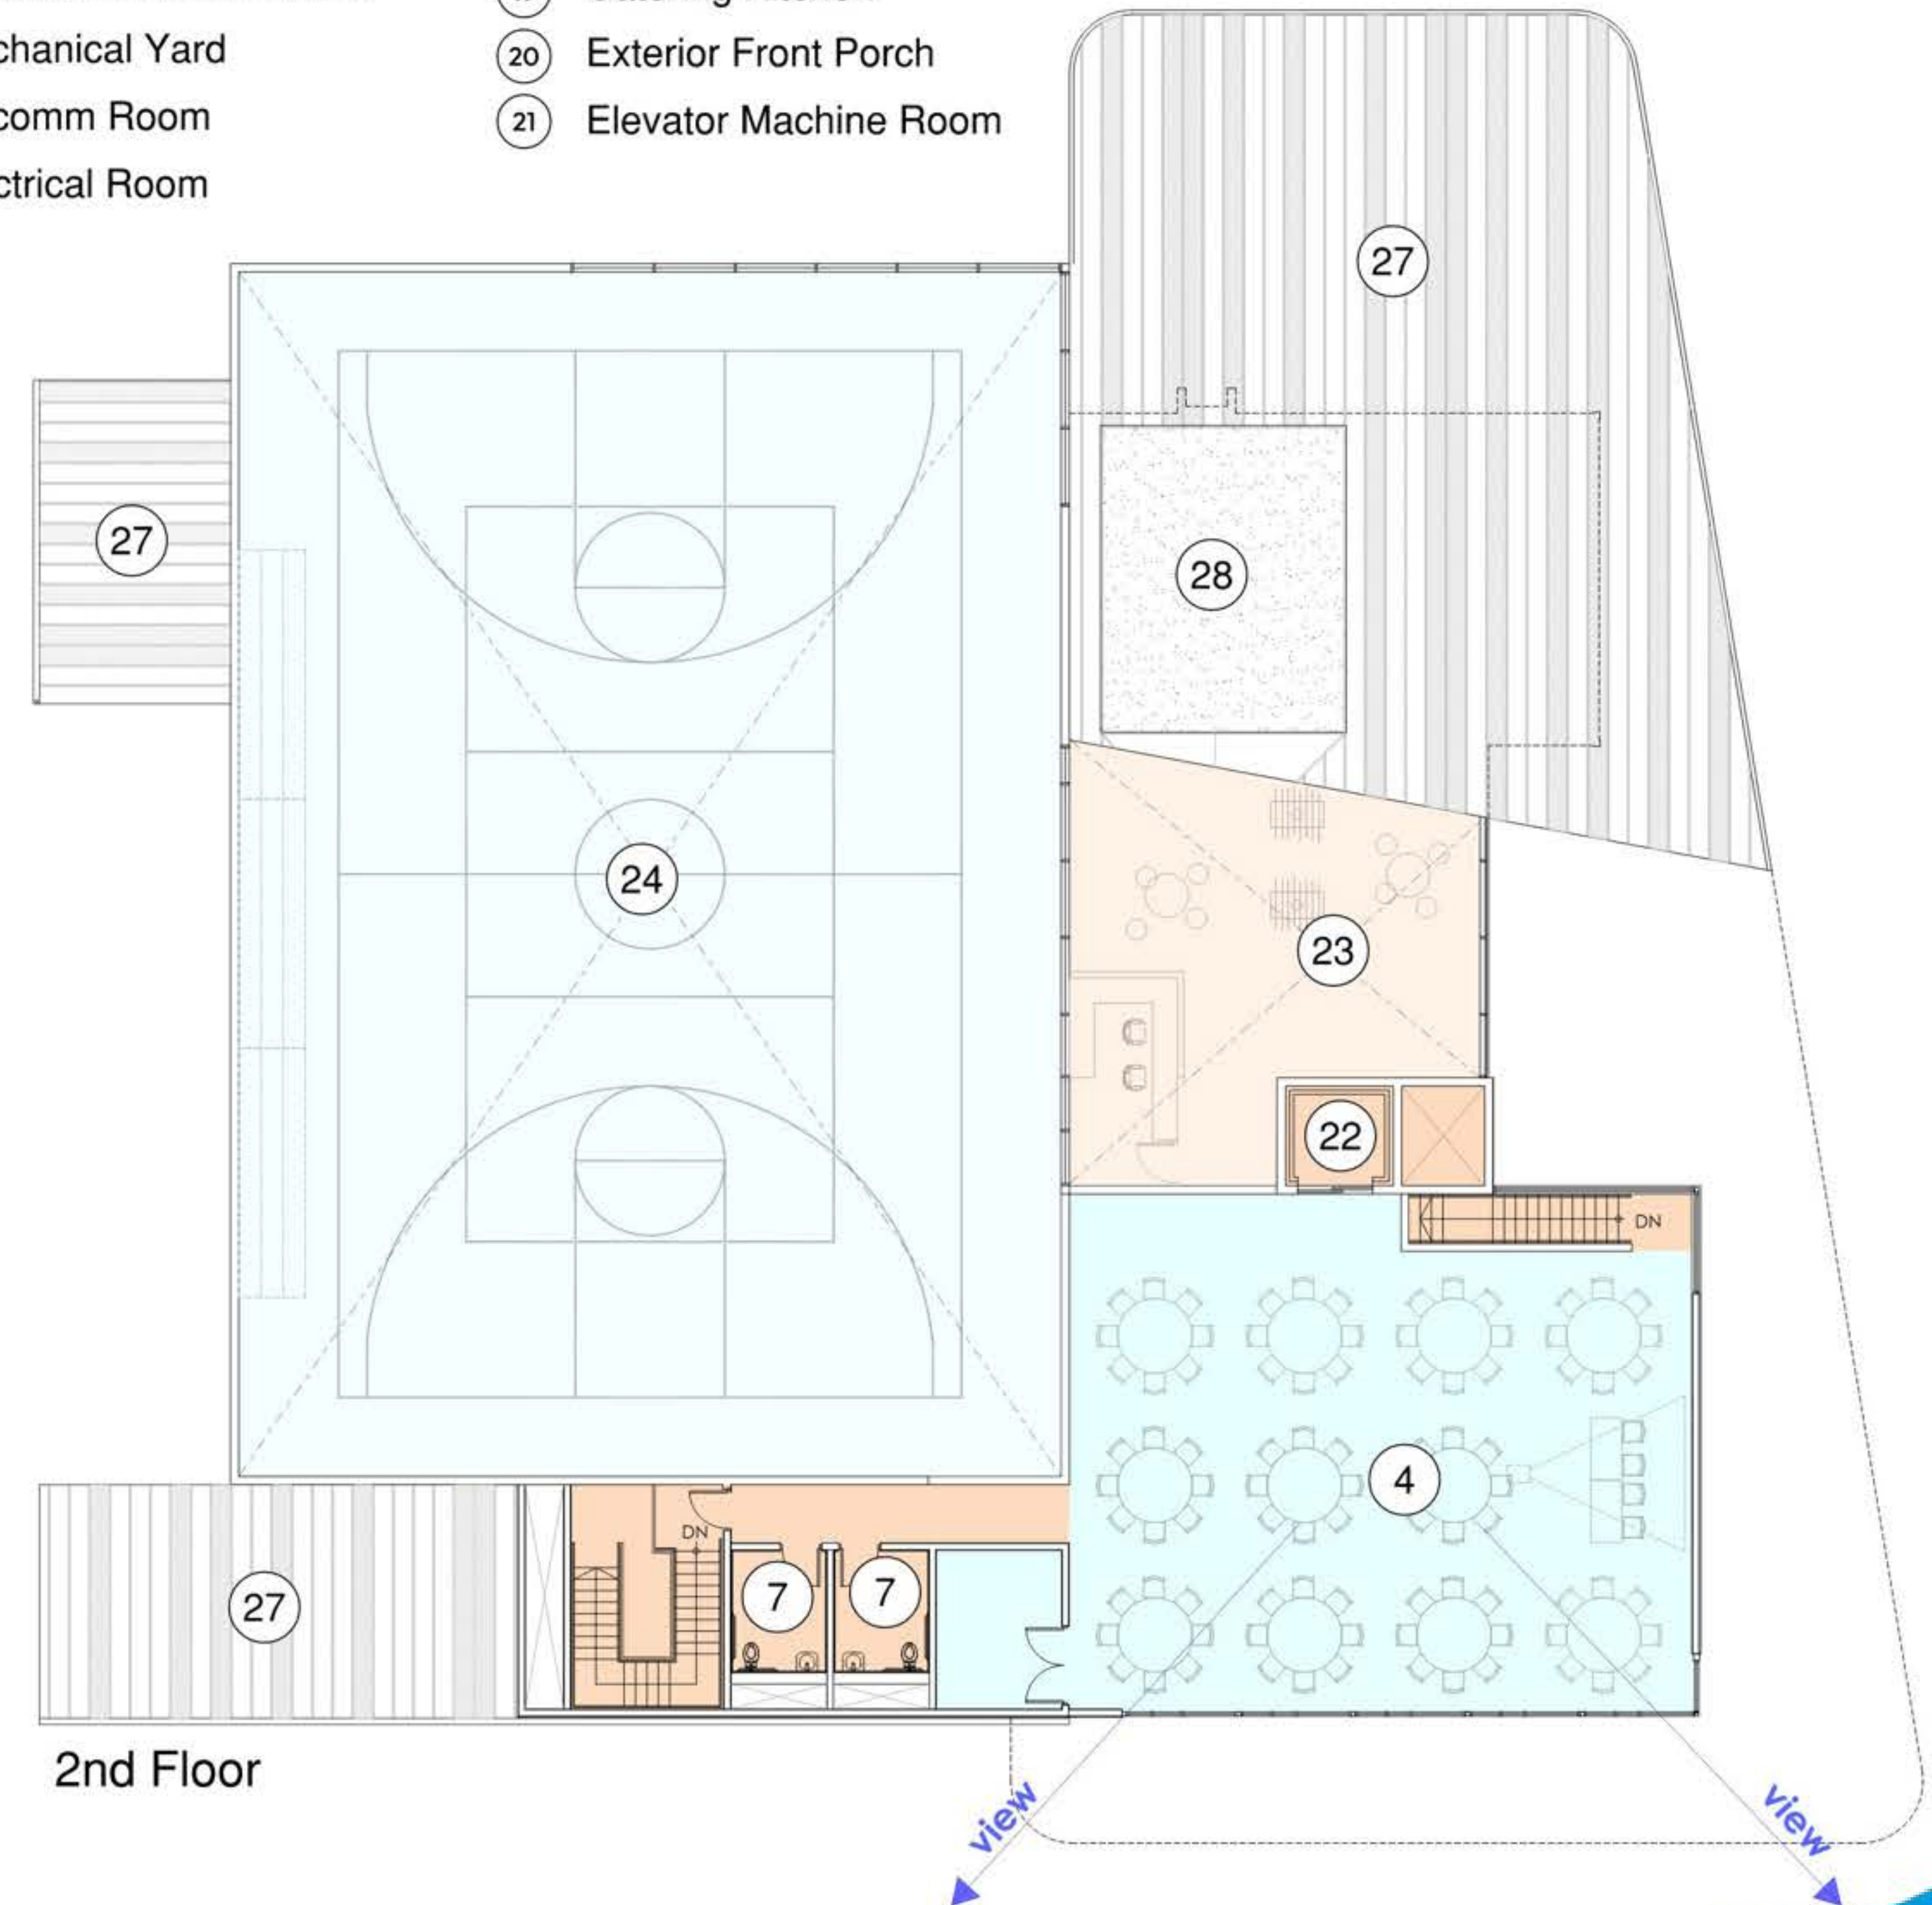 chanical Yard
comm Room
ctrical Room
20 Exterior Front Porch
21 Elevator Machine Room
27
27
28
24
23
22
DN
4
DN
7
7
27
2nd Floor
view
view